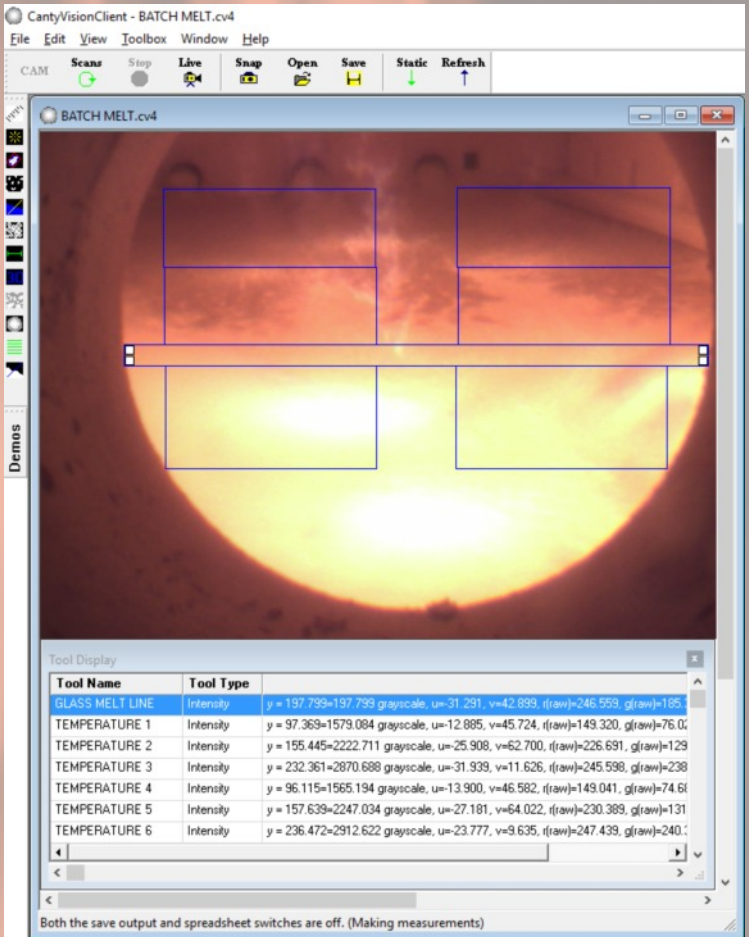 CantyVisionClient - BATCH MELT.cv4
File Edit View Toolbox Window Help
CAM Scans Stop Live Snap Open Save Static Refresh
BATCH MELT.cv4
Demos
Tool Display
Tool Name Tool Type
GLASS MELT LINE Intensity y = 197.799=197.799 grayscale, u=-31.291, v=42.899, r(raw)=246.559, g(raw)=185.
TEMPERATURE 1 Intensity y = 97.369=1579.084 grayscale, u=-12.885, v=45.724, r(raw)=149.320, g(raw)=76.02
TEMPERATURE 2 Intensity y = 155.445=2222.711 grayscale, u=-25.908, v=62.700, r(raw)=226.691, g(raw)=129
TEMPERATURE 3 Intensity y = 232.361=2870.688 grayscale, u=-31.939, v=11.626, r(raw)=245.598, g(raw)=238
TEMPERATURE 4 Intensity y = 96.115=1565.194 grayscale, u=-13.900, v=46.582, r(raw)=149.041, g(raw)=74.68
TEMPERATURE 5 Intensity y = 157.639=2247.034 grayscale, u=-27.181, v=64.022, r(raw)=230.389, g(raw)=131
TEMPERATURE 6 Intensity y = 236.472=2912.622 grayscale, u=-23.777, v=9.635, r(raw)=247.439, g(raw)=240.
Both the save output and spreadsheet switches are off. (Making measurements)